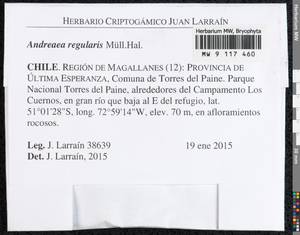 HERBARIO CRIPTOGÁMICO JUAN LARRAÍN
Andreaea regularis Müll.Hal.
Herbarium MW, Bryophyta
MW 9 117 460
CHILE. REGIÓN DE MAGALLANES (12): PROVINCIA DE
ÚLTIMA ESPERANZA, Comuna de Torres del Paine. Parque
Nacional Torres del Paine, alrededores del Campamento Los
Cuernos, en gran río que baja al E del refugio, lat.
51°01'28"S, long. 72°59'14"W, elev. 70 m, en afloramientos
rocosos.
Leg. J. Larraín 38639 19 ene 2015
Det. J. Larraín, 2015